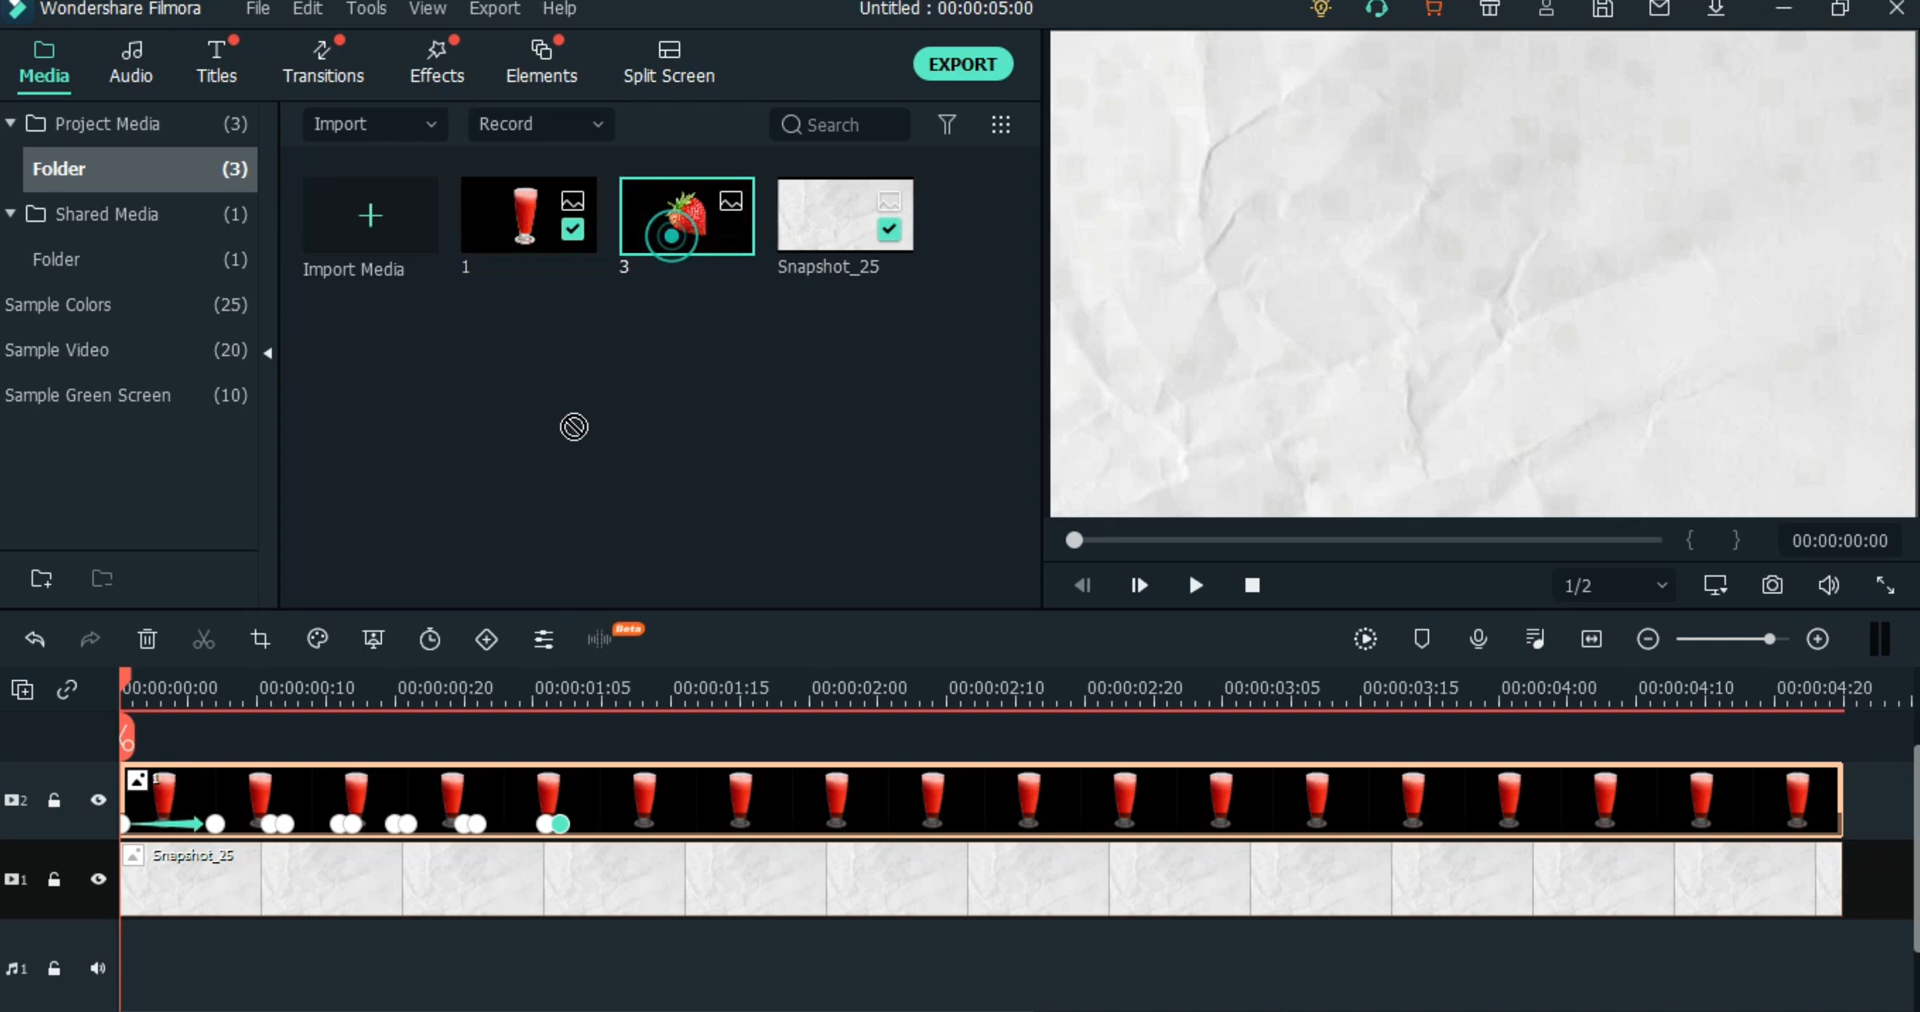 Wondershare Filmora File Edit Tools View Export Help Untitled : 00:00:05:00
Media Audio Titles Transitions Effects Elements Split Screen EXPORT
Project Media (3)
Folder (3)
Shared Media (1)
Folder (1)
Sample Colors (25)
Sample Video (20)
Sample Green Screen (10)
Import Record Search
Import Media 1 3 Snapshot_25
{ } 00:00:00:00
1/2
Beta
00:00:00:00 00:00:00:10 00:00:00:20 00:00:01:05 00:00:01:15 00:00:02:00 00:00:02:10 00:00:02:20 00:00:03:05 00:00:03:15 00:00:04:00 00:00:04:10 00:00:04:20
2 1
1 Snapshot_25
1